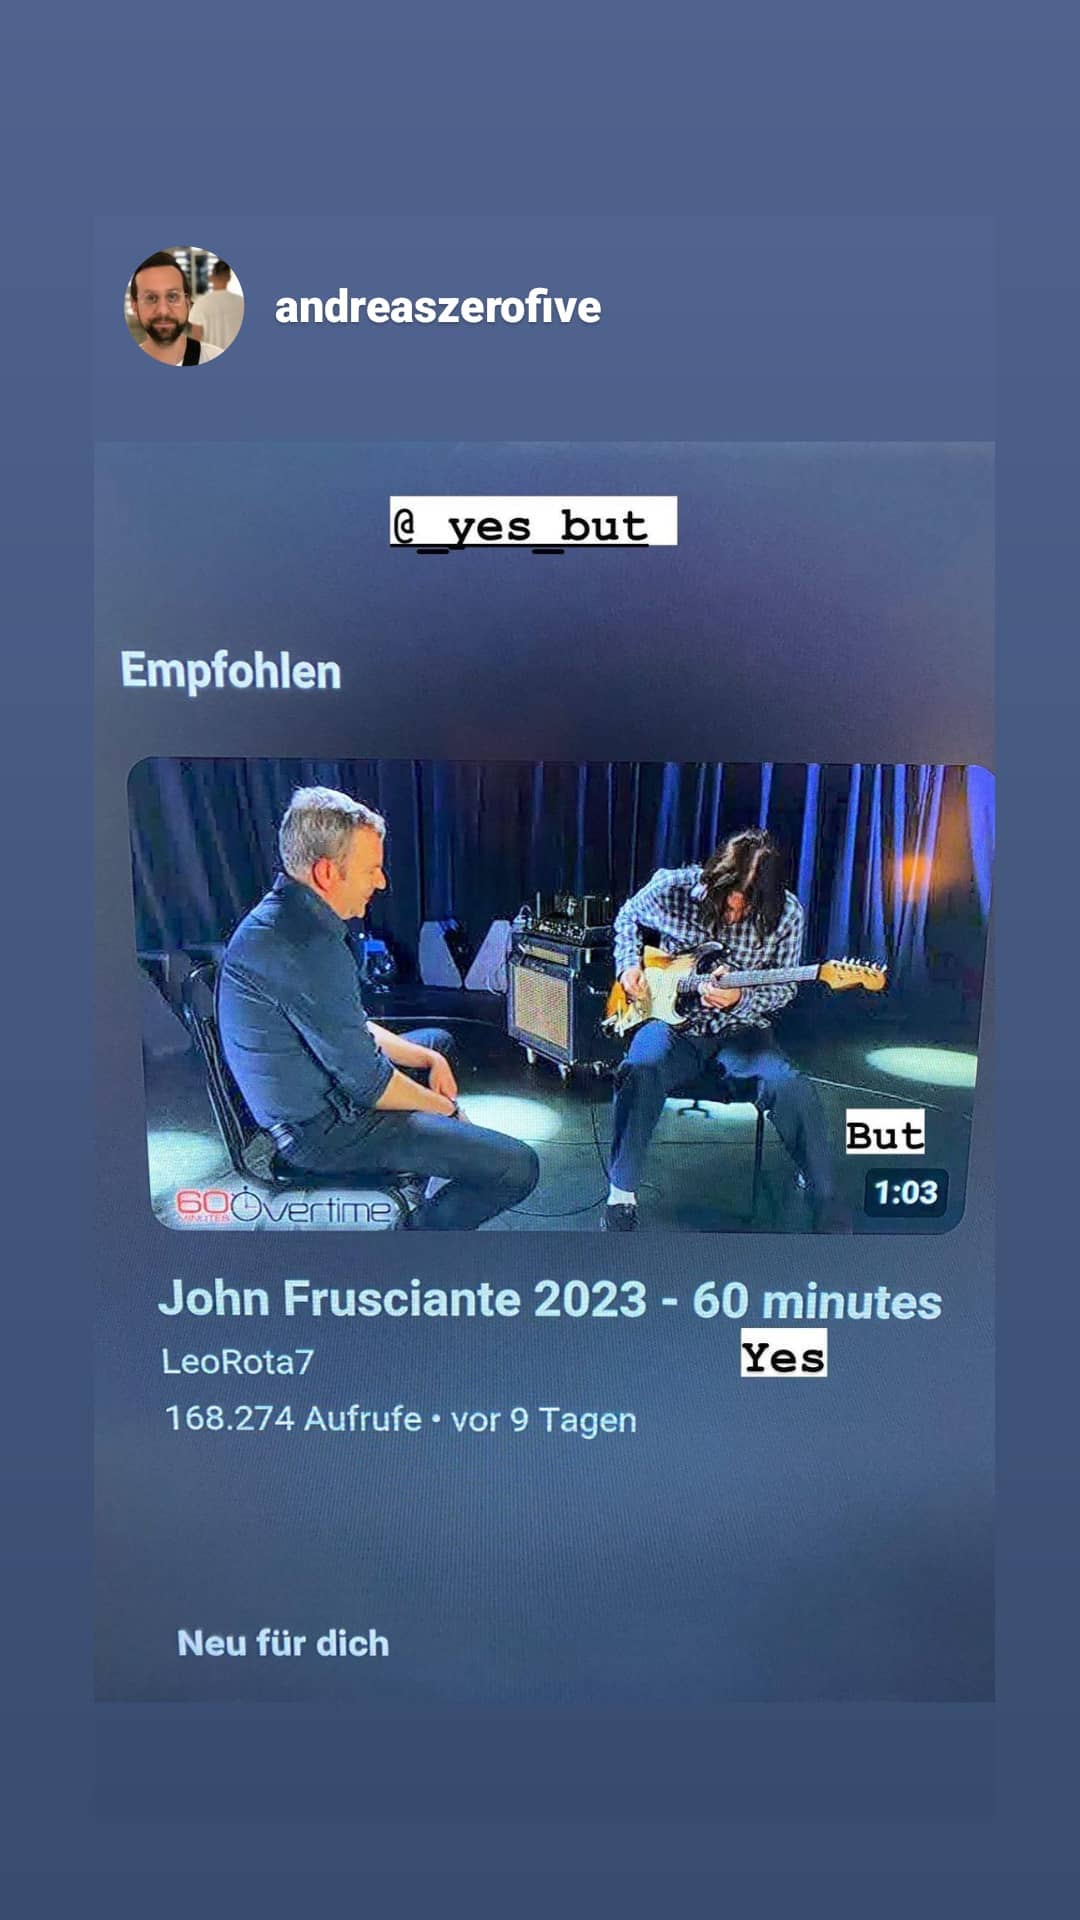 andreaszerofive
@_yes_but
Empfohlen
But
1:03
60 Overtime
MINUTES
John Frusciante 2023 - 60 minutes
Yes
LeoRota7
168.274 Aufrufe • vor 9 Tagen
Neu für dich